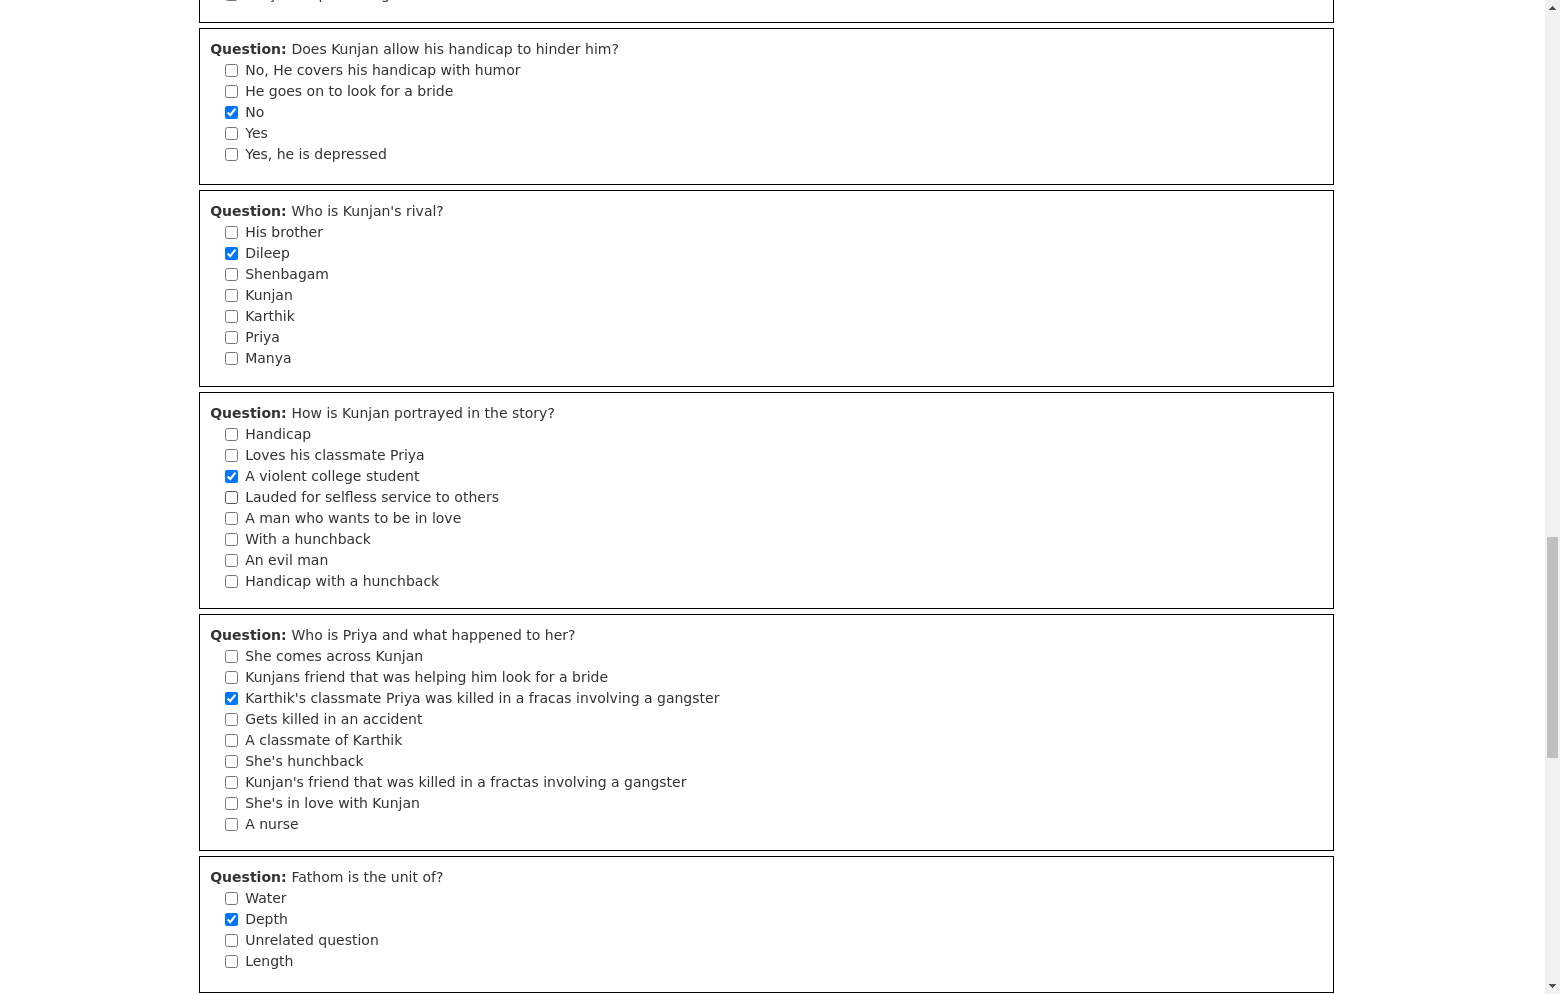 Question: Does Kunjan allow his handicap to hinder him?
No, He covers his handicap with humor
He goes on to look for a bride
No
Yes
Yes, he is depressed
Question: Who is Kunjan's rival?
His brother
Dileep
Shenbagam
Kunjan
Karthik
Priya
Manya
Question: How is Kunjan portrayed in the story?
Handicap
Loves his classmate Priya
A violent college student
Lauded for selfless service to others
A man who wants to be in love
With a hunchback
An evil man
Handicap with a hunchback
Question: Who is Priya and what happened to her?
She comes across Kunjan
Kunjans friend that was helping him look for a bride
Karthik's classmate Priya was killed in a fracas involving a gangster
Gets killed in an accident
A classmate of Karthik
She's hunchback
Kunjan's friend that was killed in a fractas involving a gangster
She's in love with Kunjan
A nurse
Question: Fathom is the unit of?
Water
Depth
Unrelated question
Length